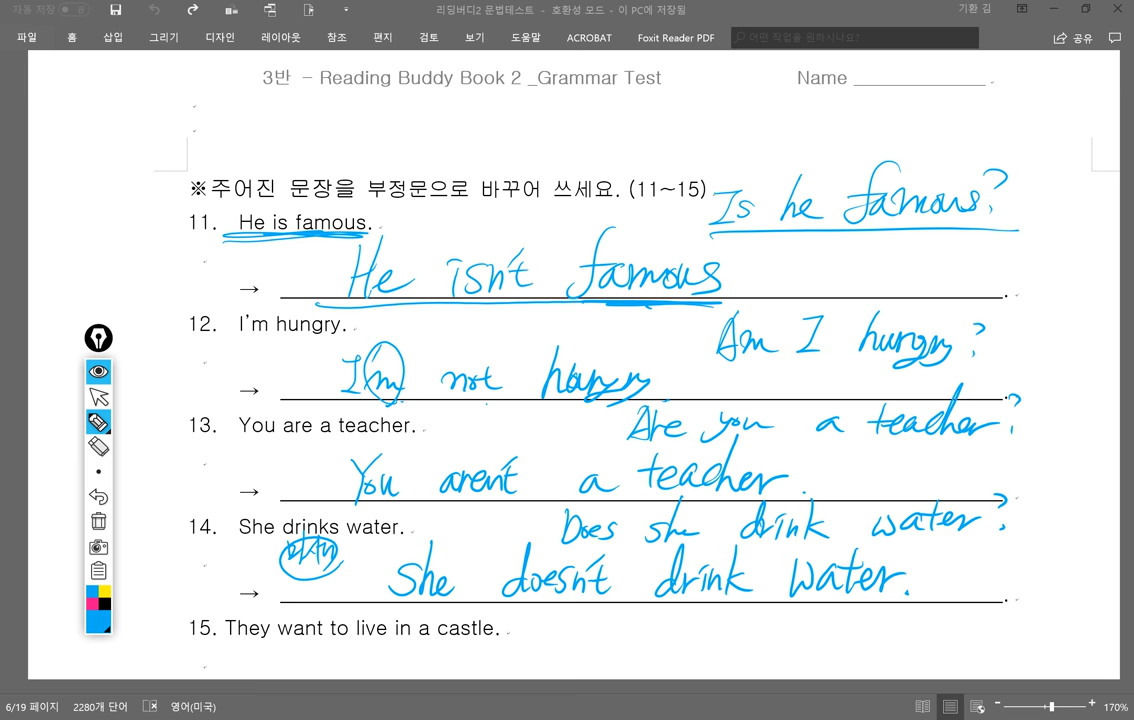 자동 저장
리딩버디2 문법테스트 - 호환성 모드 - 이 PC에 저장됨
기환 김
파일 홈 삽입 그리기 디자인 레이아웃 참조 편지 검토 보기 도움말 ACROBAT Foxit Reader PDF 어떤 작업을 원하시나요? 공유
3반 - Reading Buddy Book 2 _Grammar Test Name _______________
※주어진 문장을 부정문으로 바꾸어 쓰세요. (11~15)
Is he famous?
11. He is famous.
→ He isn't famous.
12. I'm hungry.
Am I hungry?
→ I'm not hungry.
13. You are a teacher.
Are you a teacher?
→ You aren't a teacher.
14. She drinks water.
Does she drink water?
→ She doesn't drink water.
15. They want to live in a castle.
6/19 페이지 2280개 단어 영어(미국) 170%